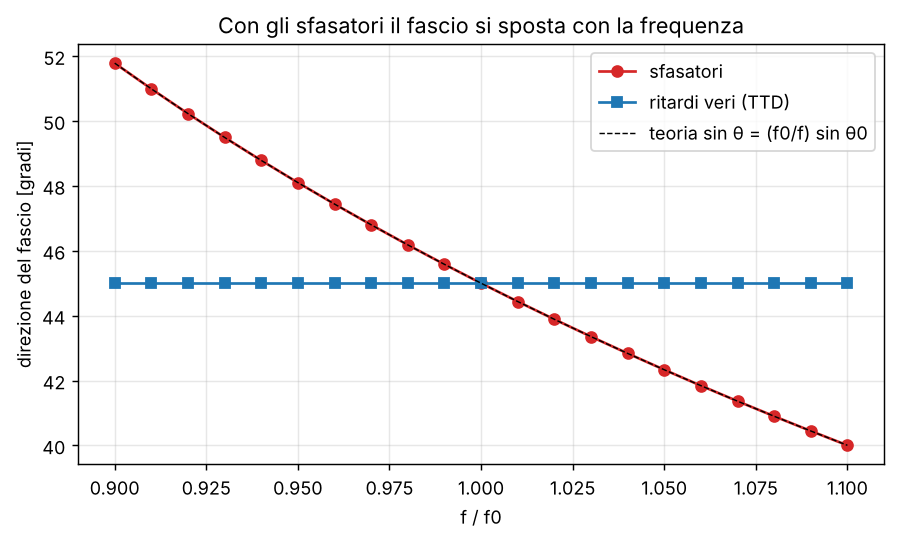 Con gli sfasatori il fascio si sposta con la frequenza
52
50
48
46
44
42
40
direzione del fascio [gradi]
sfasatori
ritardi veri (TTD)
teoria sin θ = (f0/f) sin θ0
0.900 0.925 0.950 0.975 1.000 1.025 1.050 1.075 1.100
f / f0